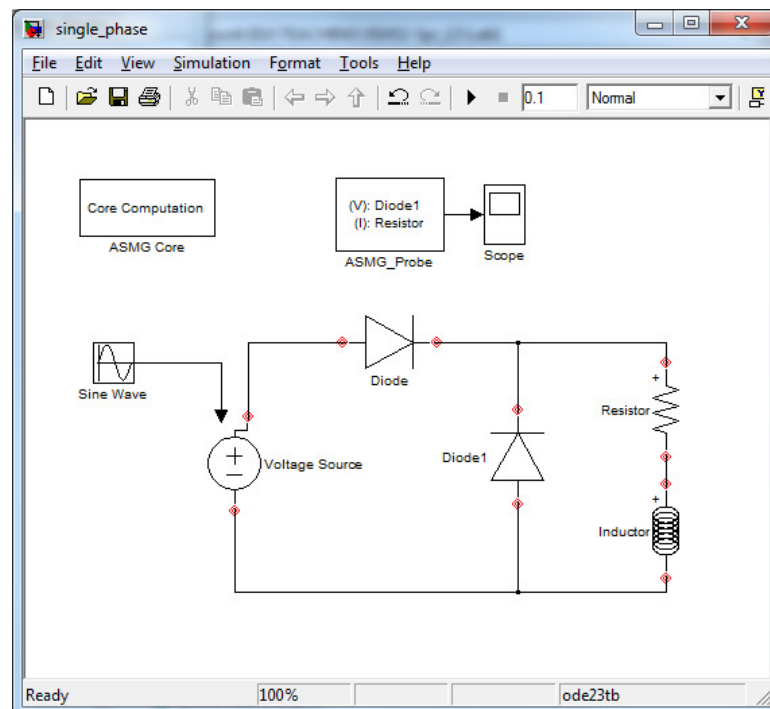 single_phase
File Edit View Simulation Format Tools Help
0.1 Normal
Core Computation
ASMG Core
(V): Diode1
(I): Resistor
ASMG_Probe
Scope
Diode
Sine Wave
Voltage Source
Diode1
Resistor
Inductor
Ready 100% ode23tb